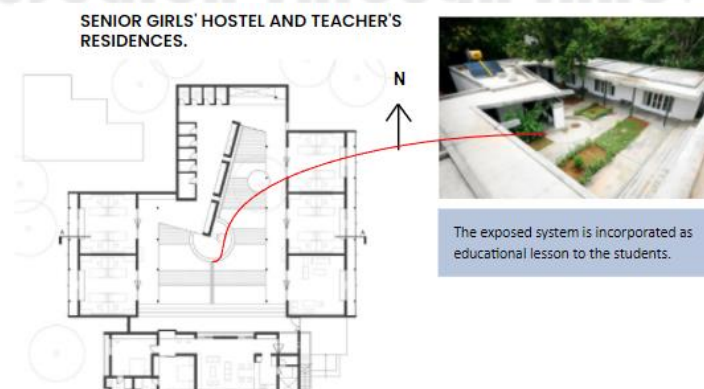 SENIOR GIRLS' HOSTEL AND TEACHER'S
RESIDENCES.
N
The exposed system is incorporated as
educational lesson to the students.